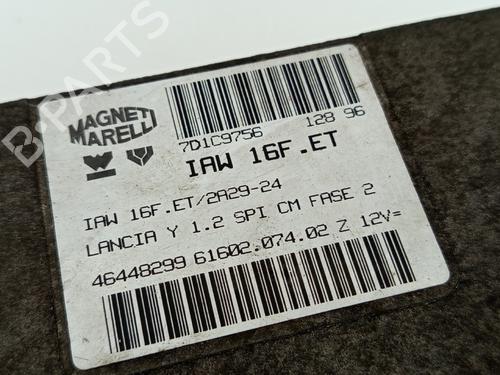 B-PARTS
MAGNETI MARELLI
7D1C9756 128 96
IAW 16F.ET
IAW 16F.ET/2A29-24
LANCIA Y 1.2 SPI CM FASE 2
46448299 61602.074.02 Z 12V=